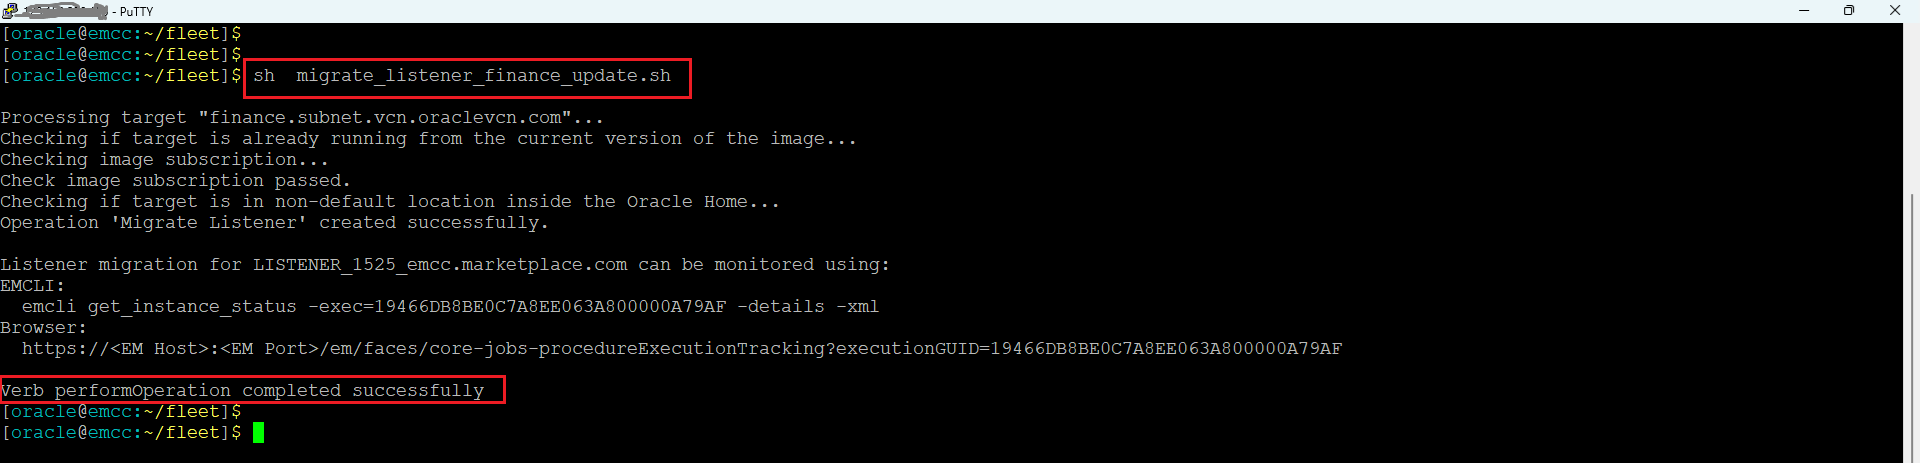 - PuTTY
[oracle@emcc:~/fleet]$
[oracle@emcc:~/fleet]$
[oracle@emcc:~/fleet]$ sh  migrate_listener_finance_update.sh
Processing target "finance.subnet.vcn.oraclevcn.com"...
Checking if target is already running from the current version of the image...
Checking image subscription...
Check image subscription passed.
Checking if target is in non-default location inside the Oracle Home...
Operation 'Migrate Listener' created successfully.
Listener migration for LISTENER_1525_emcc.marketplace.com can be monitored using:
EMCLI:
  emcli get_instance_status -exec=19466DB8BE0C7A8EE063A800000A79AF -details -xml
Browser:
  https://<EM Host>:<EM Port>/em/faces/core-jobs-procedureExecutionTracking?executionGUID=19466DB8BE0C7A8EE063A800000A79AF
Verb performOperation completed successfully
[oracle@emcc:~/fleet]$
[oracle@emcc:~/fleet]$